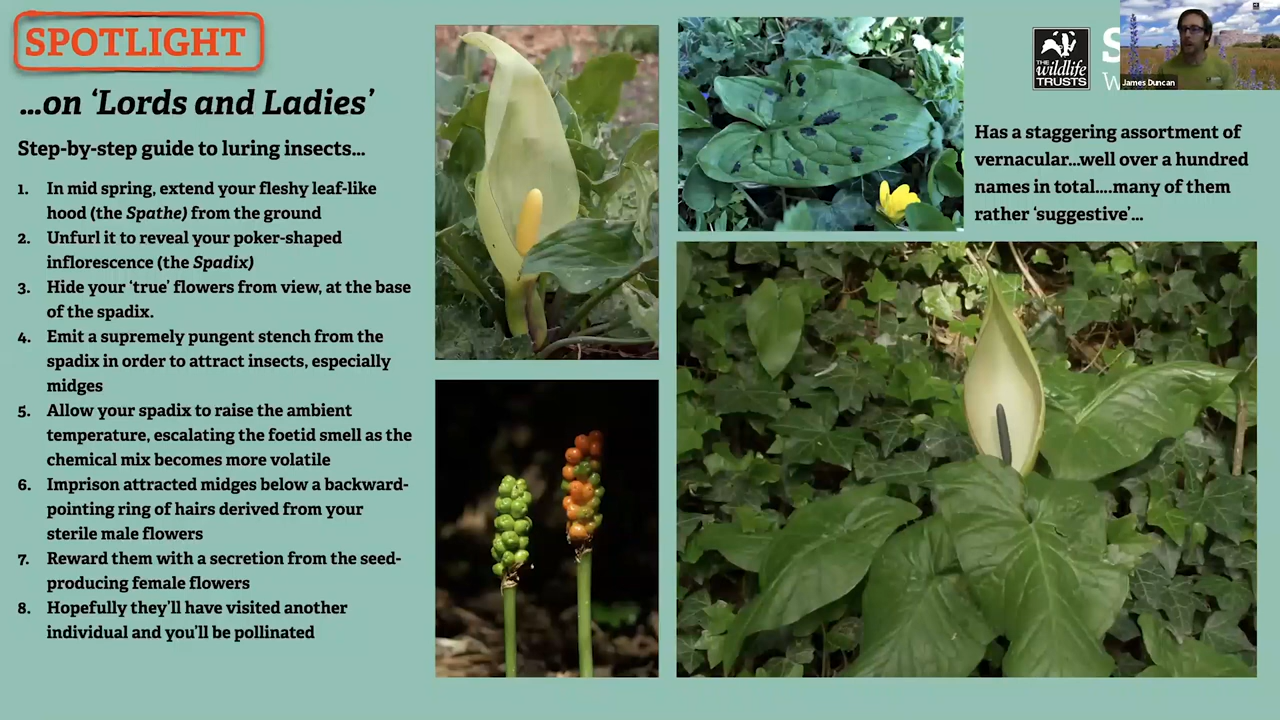 SPOTLIGHT
...on ‘Lords and Ladies’
Step-by-step guide to luring insects...
1. In mid spring, extend your fleshy leaf-like
hood (the Spathe) from the ground
2. Unfurl it to reveal your poker-shaped
inflorescence (the Spadix)
3. Hide your ‘true’ flowers from view, at the base
of the spadix.
4. Emit a supremely pungent stench from the
spadix in order to attract insects, especially
midges
5. Allow your spadix to raise the ambient
temperature, escalating the foetid smell as the
chemical mix becomes more volatile
6. Imprison attracted midges below a backward-
pointing ring of hairs derived from your
sterile male flowers
7. Reward them with a secretion from the seed-
producing female flowers
8. Hopefully they’ll have visited another
individual and you’ll be pollinated
THE
wildlife
TRUSTS
James Duncan
Has a staggering assortment of
vernacular...well over a hundred
names in total....many of them
rather ‘suggestive’...